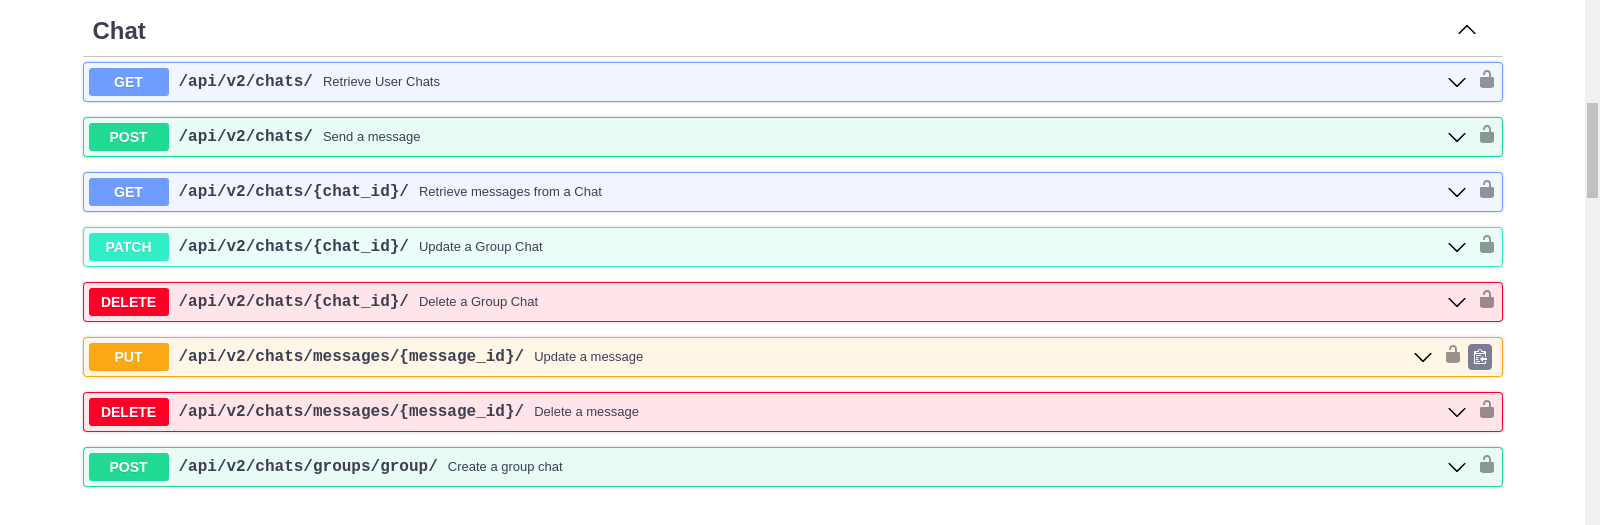 Chat
GET /api/v2/chats/ Retrieve User Chats
POST /api/v2/chats/ Send a message
GET /api/v2/chats/{chat_id}/ Retrieve messages from a Chat
PATCH /api/v2/chats/{chat_id}/ Update a Group Chat
DELETE /api/v2/chats/{chat_id}/ Delete a Group Chat
PUT /api/v2/chats/messages/{message_id}/ Update a message
DELETE /api/v2/chats/messages/{message_id}/ Delete a message
POST /api/v2/chats/groups/group/ Create a group chat